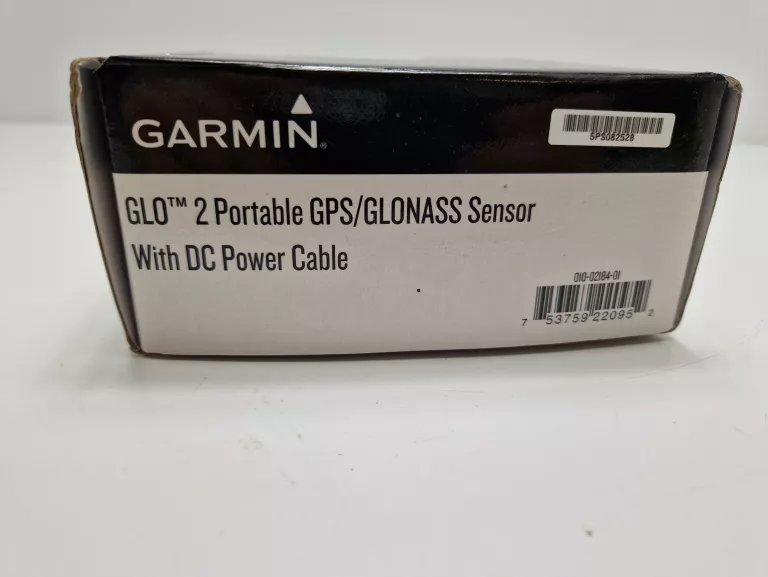 GARMIN®
5PS082528
GLO™ 2 Portable GPS/GLONASS Sensor
With DC Power Cable
010-02184-01
7 53759 22095 2